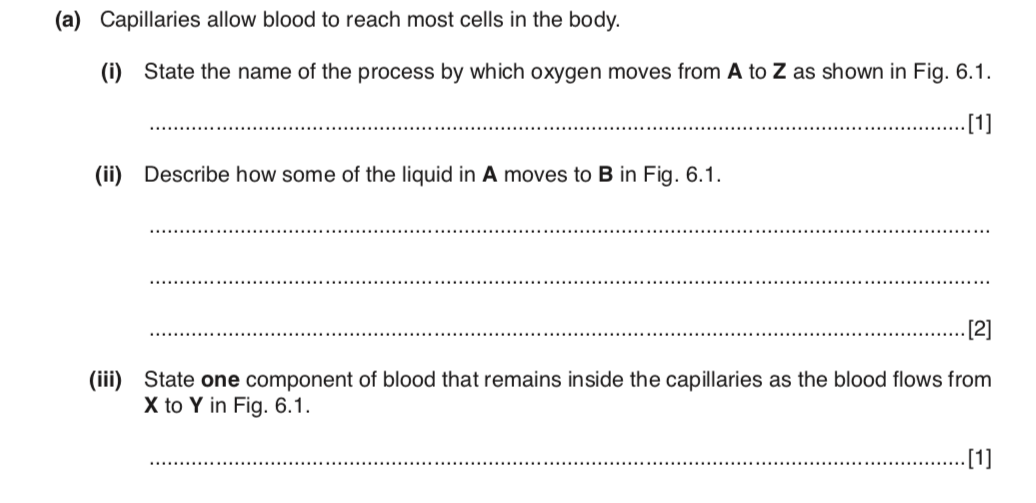 (a) Capillaries allow blood to reach most cells in the body.
(i) State the name of the process by which oxygen moves from A to Z as shown in Fig. 6.1.
......................................................................................................................................[1]
(ii) Describe how some of the liquid in A moves to B in Fig. 6.1.
..........................................................................................................................................
..........................................................................................................................................
......................................................................................................................................[2]
(iii) State one component of blood that remains inside the capillaries as the blood flows from
X to Y in Fig. 6.1.
......................................................................................................................................[1]